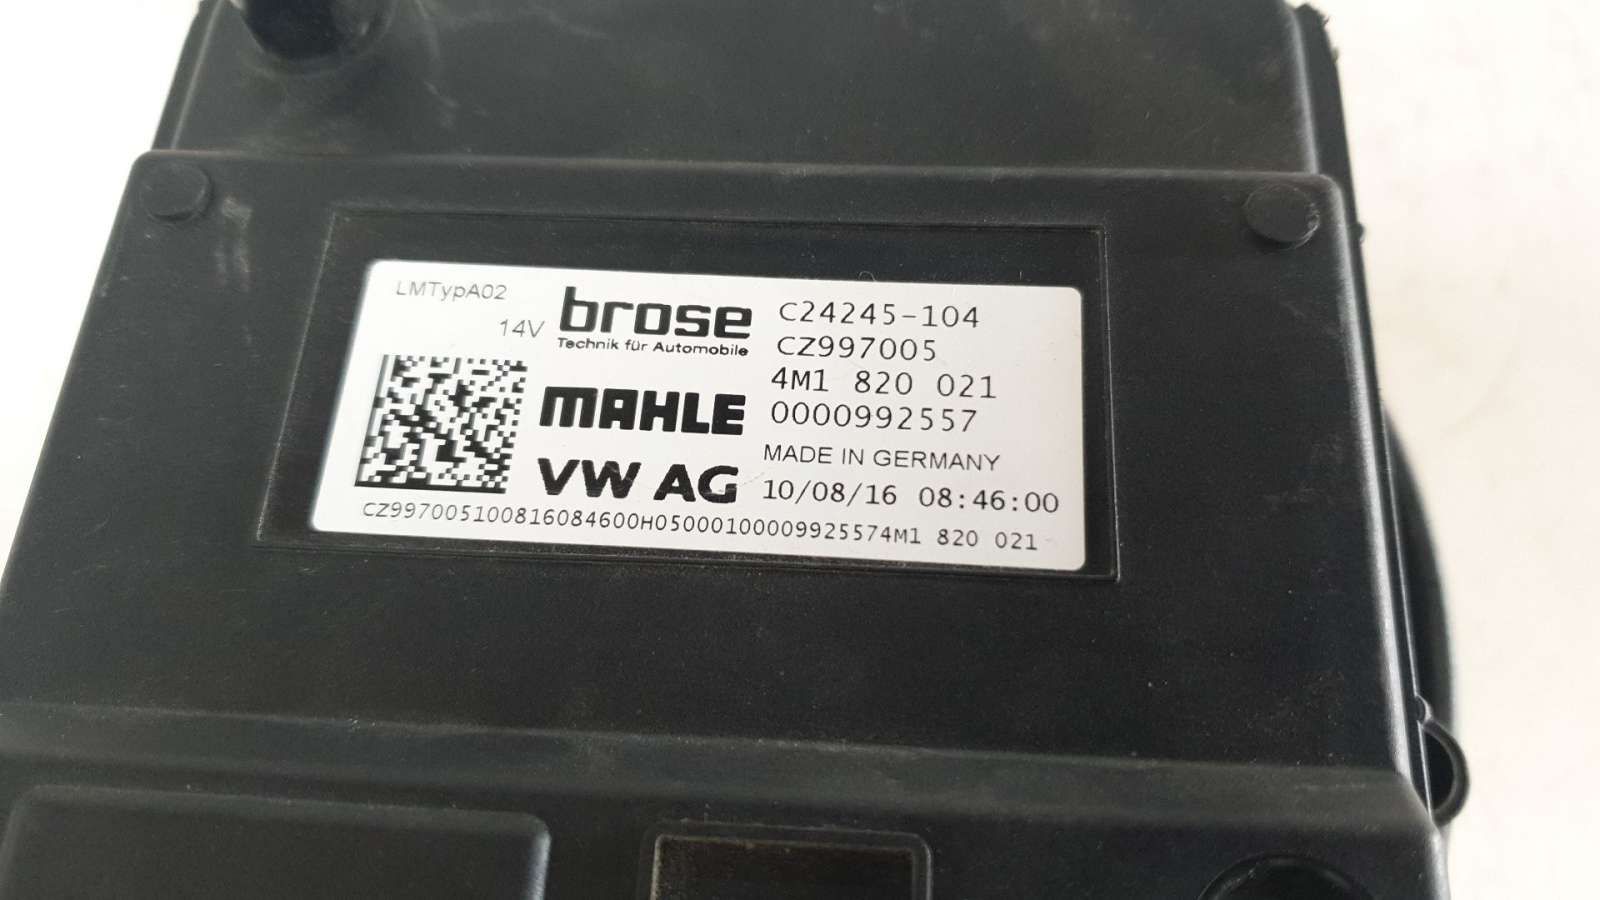 LMTypA02
14V
brose
Technik für Automobile
MAHLE
VW AG
C24245-104
CZ997005
4M1 820 021
0000992557
MADE IN GERMANY
10/08/16 08:46:00
CZ997005100816084600H05000100009925574M1 820 021